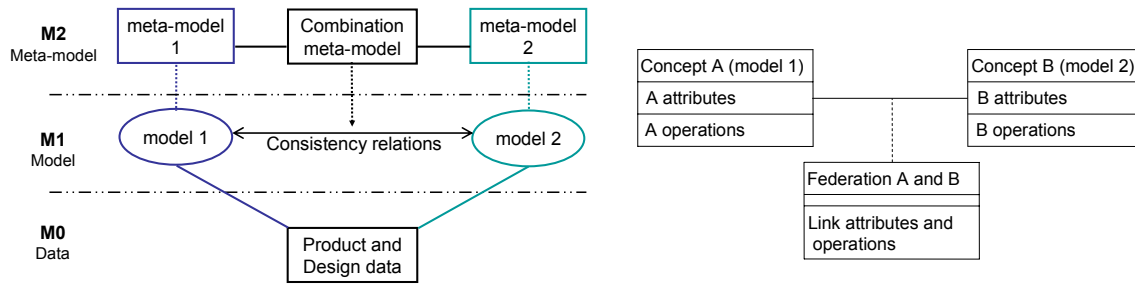 M2
Meta-model
meta-model
1
Combination
meta-model
meta-model
2
M1
Model
model 1
Consistency relations
model 2
M0
Data
Product and
Design data
Concept A (model 1)
A attributes
A operations
Concept B (model 2)
B attributes
B operations
Federation A and B
Link attributes and
operations